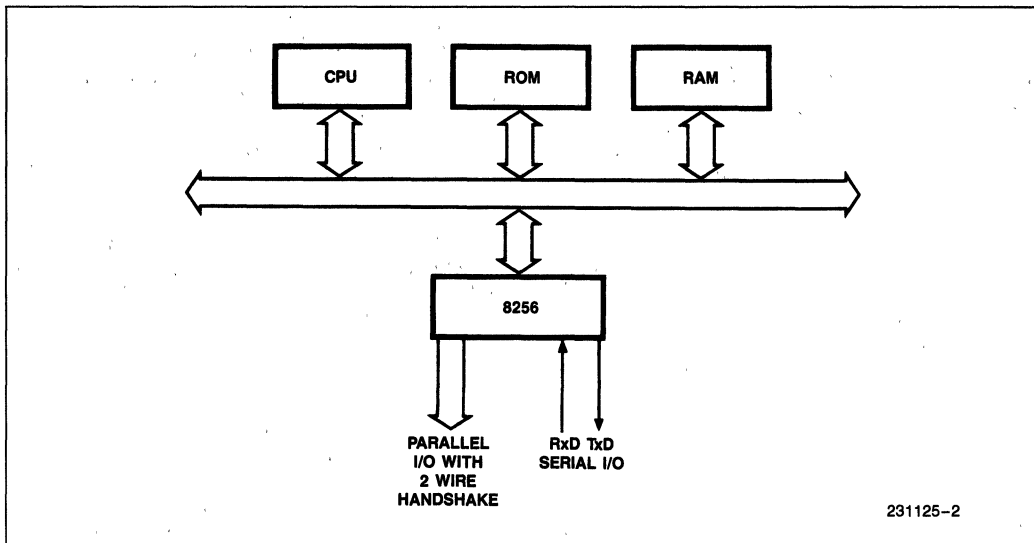 CPU
ROM
RAM
8256
PARALLEL
I/O WITH
2 WIRE
HANDSHAKE
RxD TxD
SERIAL I/O
231125-2